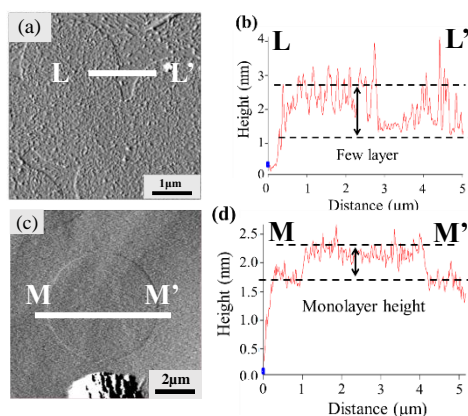 (a)
L L'
1μm
(b)
L L'
Height (nm)
4
3
2
1
0
Few layer
0 1 2 3 4 5
Distance (μm)
(c)
M M'
2μm
(d)
M M'
Height (nm)
2.5
2.0
1.5
1.0
0.5
0.0
Monolayer height
0 1 2 3 4 5
Distance (μm)